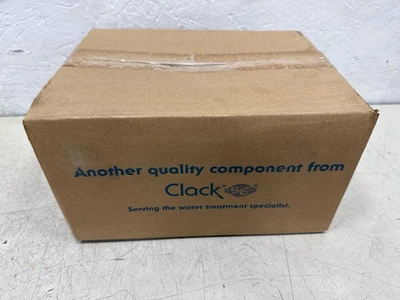 Another quality component from
Clack®
Serving the water treatment specialist.